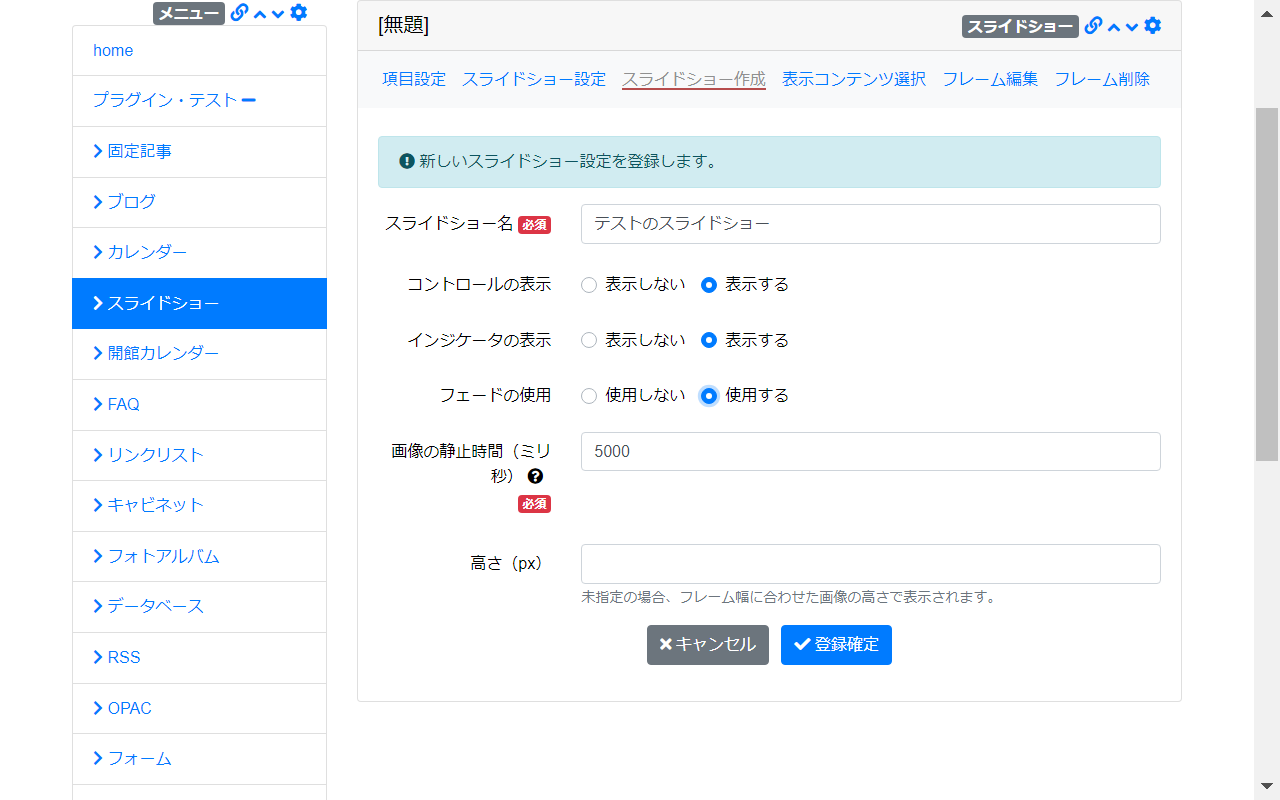 メニュー
home
プラグイン・テスト
固定記事
ブログ
カレンダー
スライドショー
開館カレンダー
FAQ
リンクリスト
キャビネット
フォトアルバム
データベース
RSS
OPAC
フォーム
[無題]
スライドショー
項目設定 スライドショー設定 スライドショー作成 表示コンテンツ選択 フレーム編集 フレーム削除
新しいスライドショー設定を登録します。
スライドショー名 必須 テストのスライドショー
コントロールの表示 表示しない 表示する
インジケータの表示 表示しない 表示する
フェードの使用 使用しない 使用する
画像の静止時間（ミリ 5000
秒）
必須
高さ（px）
未指定の場合、フレーム幅に合わせた画像の高さで表示されます。
キャンセル 登録確定